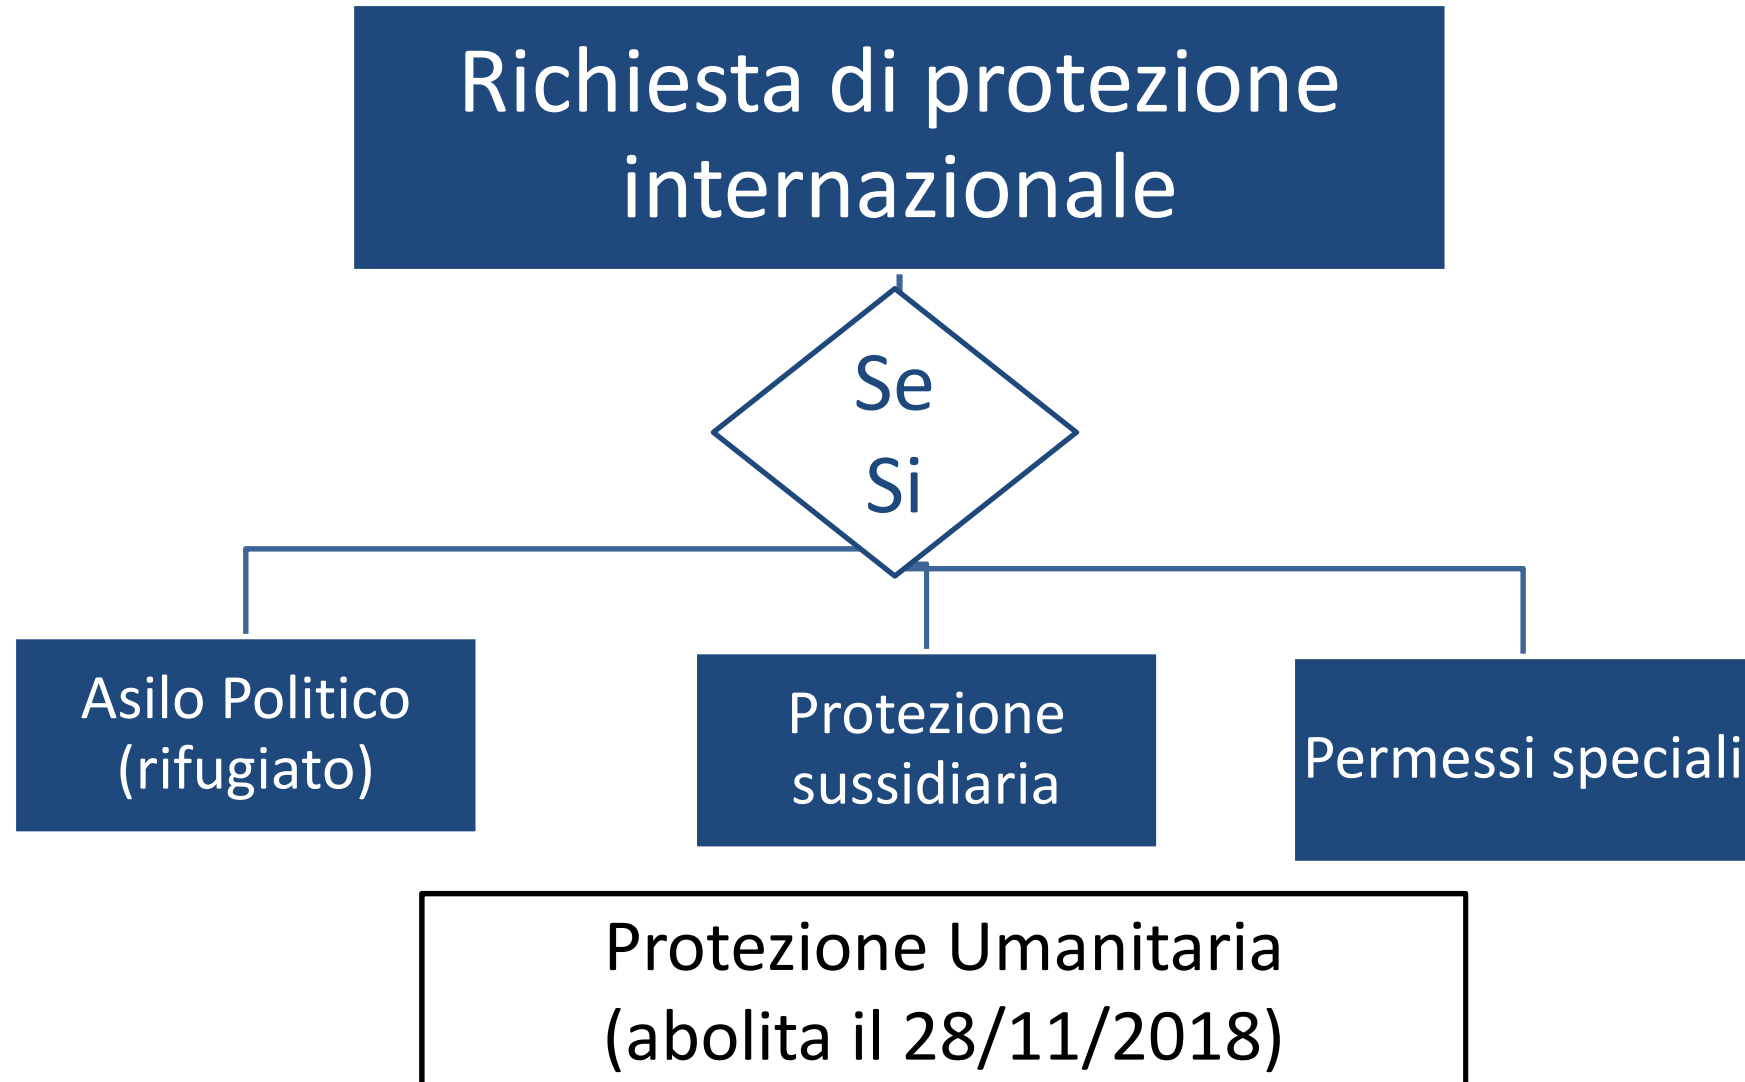 Richiesta di protezione
internazionale
Se
Si
Asilo Politico
(rifugiato)
Protezione
sussidiaria
Permessi speciali
Protezione Umanitaria
(abolita il 28/11/2018)